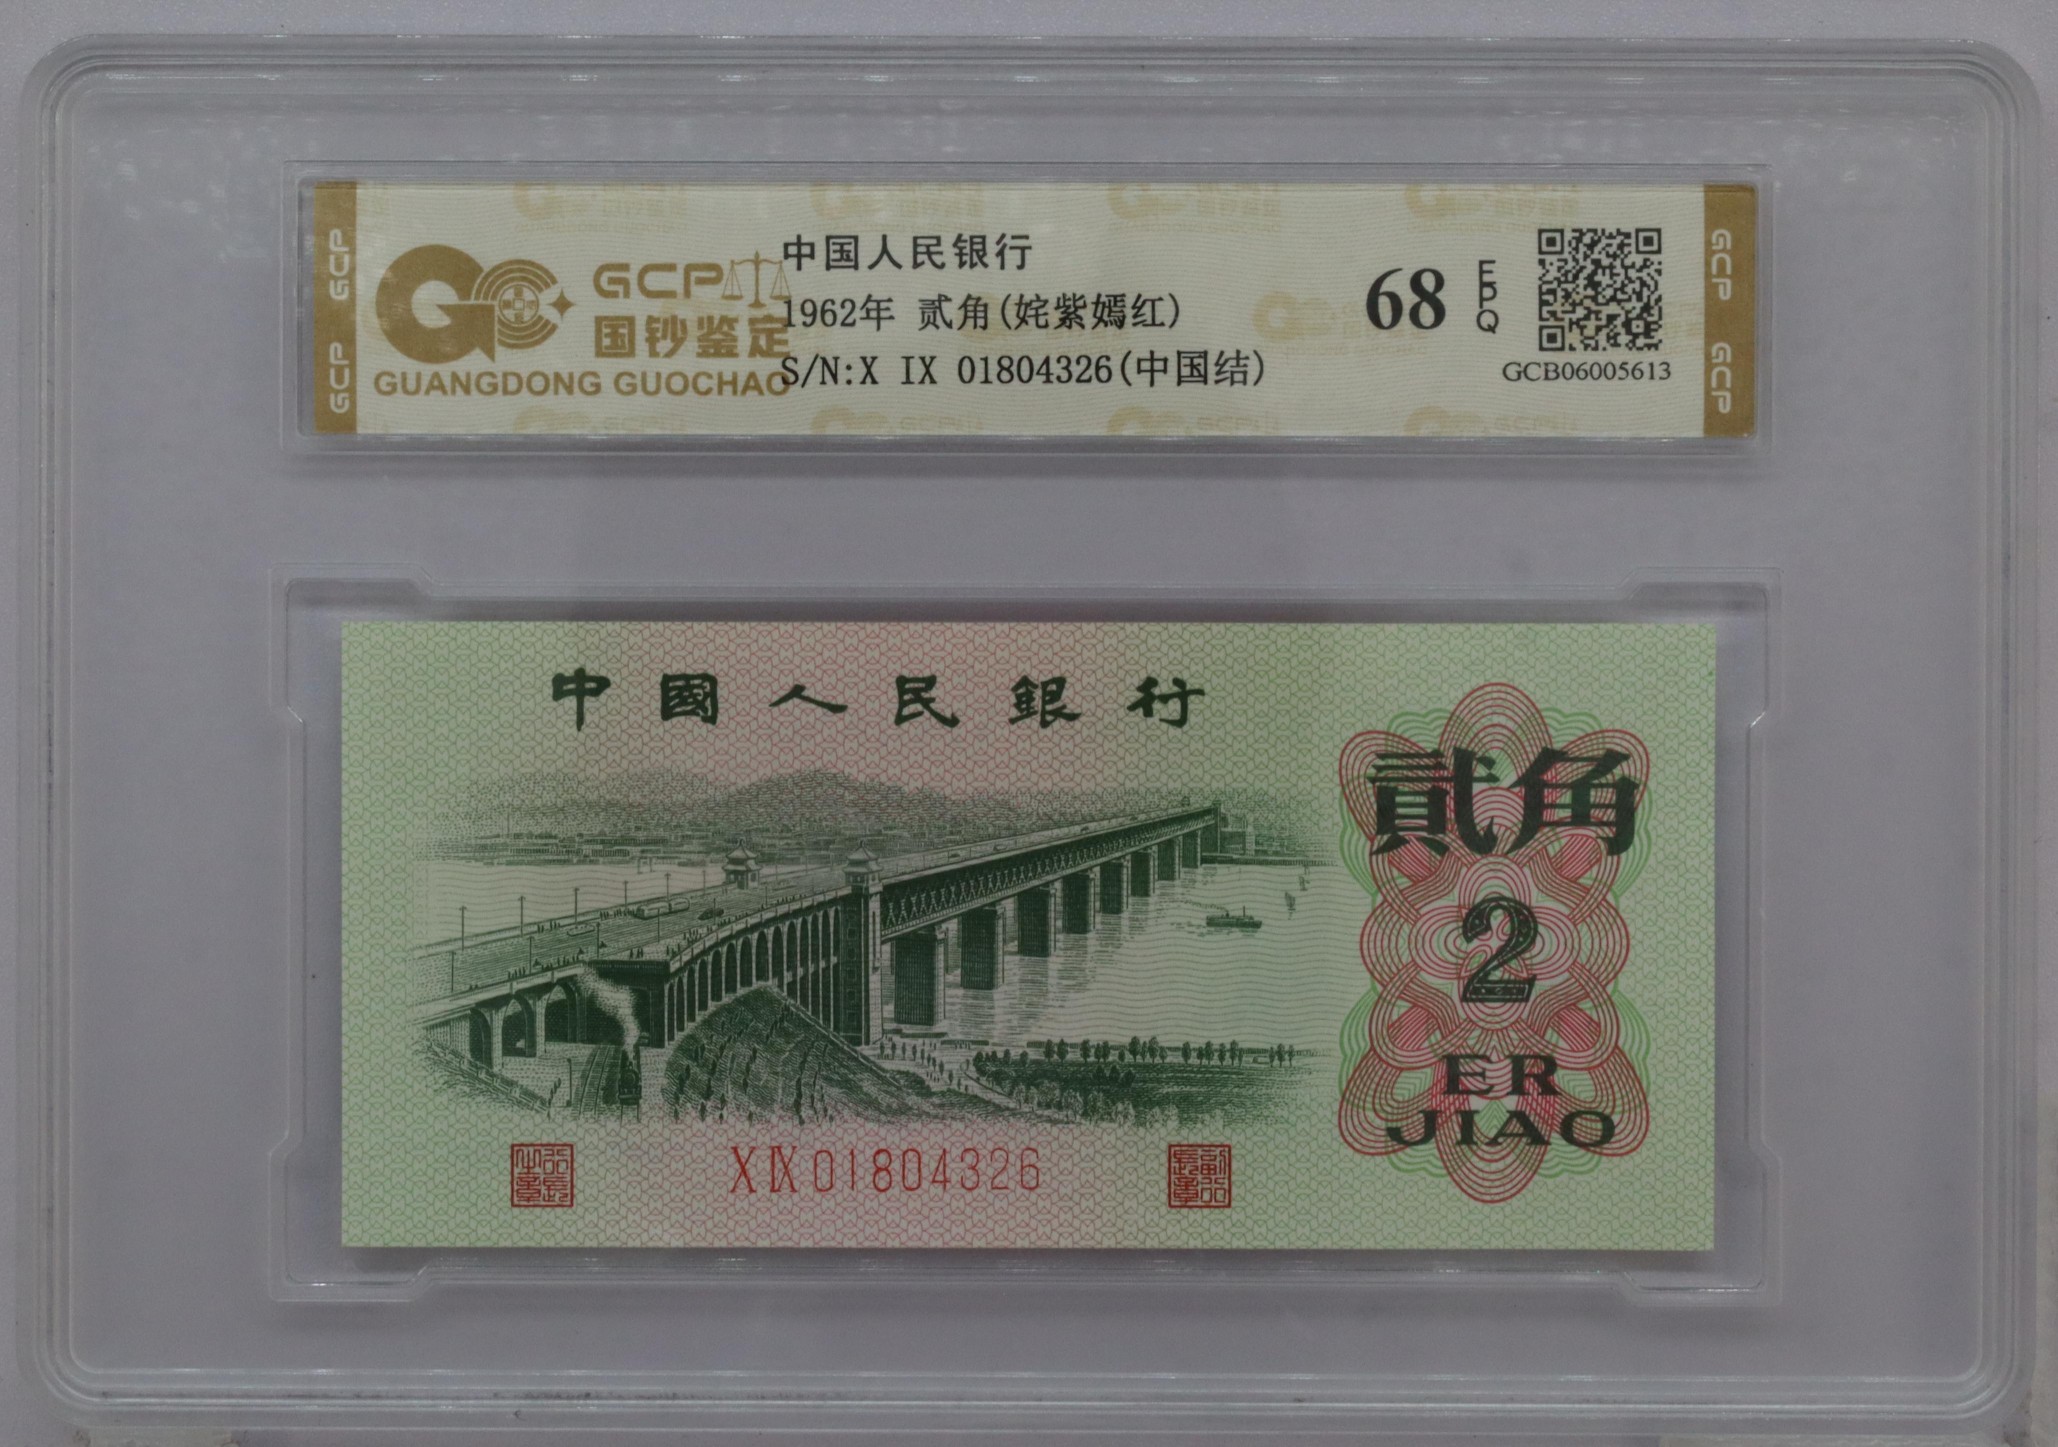 GCP
GCP
GCP
国钞鉴定
GUANGDONG GUOCHAO
中国人民银行
1962年 贰角(姹紫嫣红)
S/N:X IX 01804326(中国结)
68
EPQ
GCB06005613
GCP
GCP
中國人民銀行
貳角
2
ER
JIAO
X IX 01804326